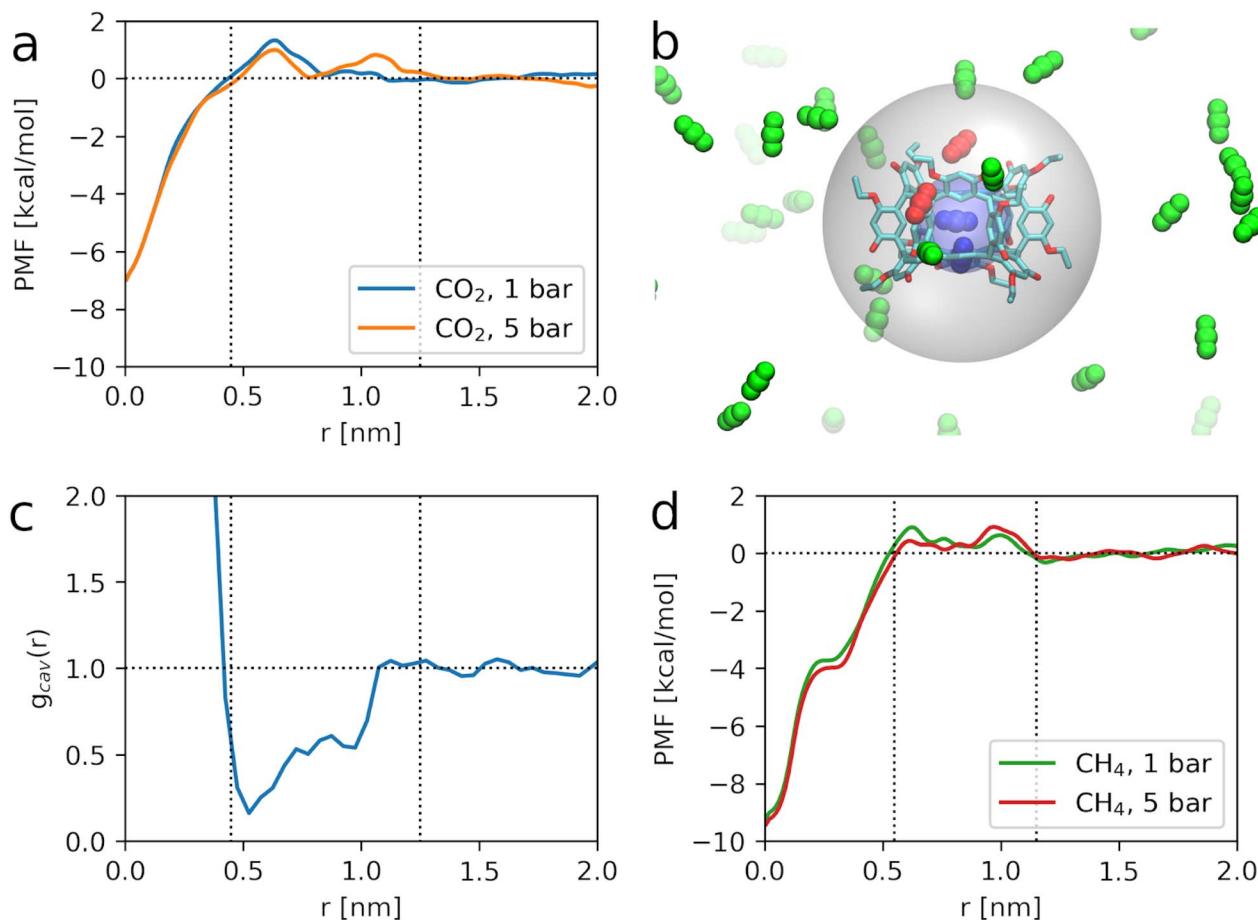 a
2
0
−2
−4
−6
−8
−10
PMF [kcal/mol]
CO₂, 1 bar
CO₂, 5 bar
0.0 0.5 1.0 1.5 2.0
r [nm]
b
c
2.0
1.5
1.0
0.5
0.0
g_cav(r)
0.0 0.5 1.0 1.5 2.0
r [nm]
d
2
0
−2
−4
−6
−8
−10
PMF [kcal/mol]
CH₄, 1 bar
CH₄, 5 bar
0.0 0.5 1.0 1.5 2.0
r [nm]